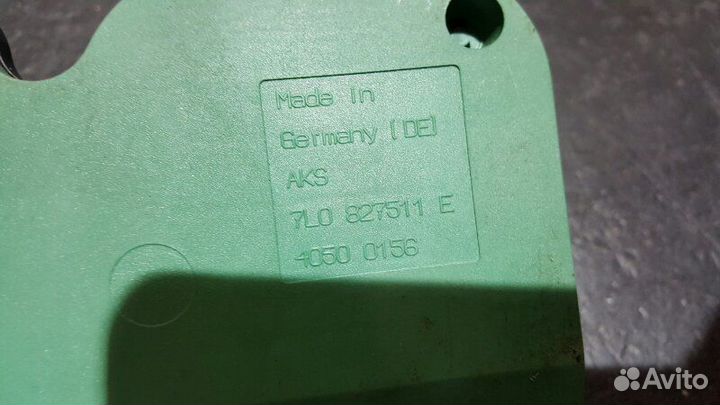 Made In
Germany (DE)
AKS
7L0 827511 E
4050 0156
Avito